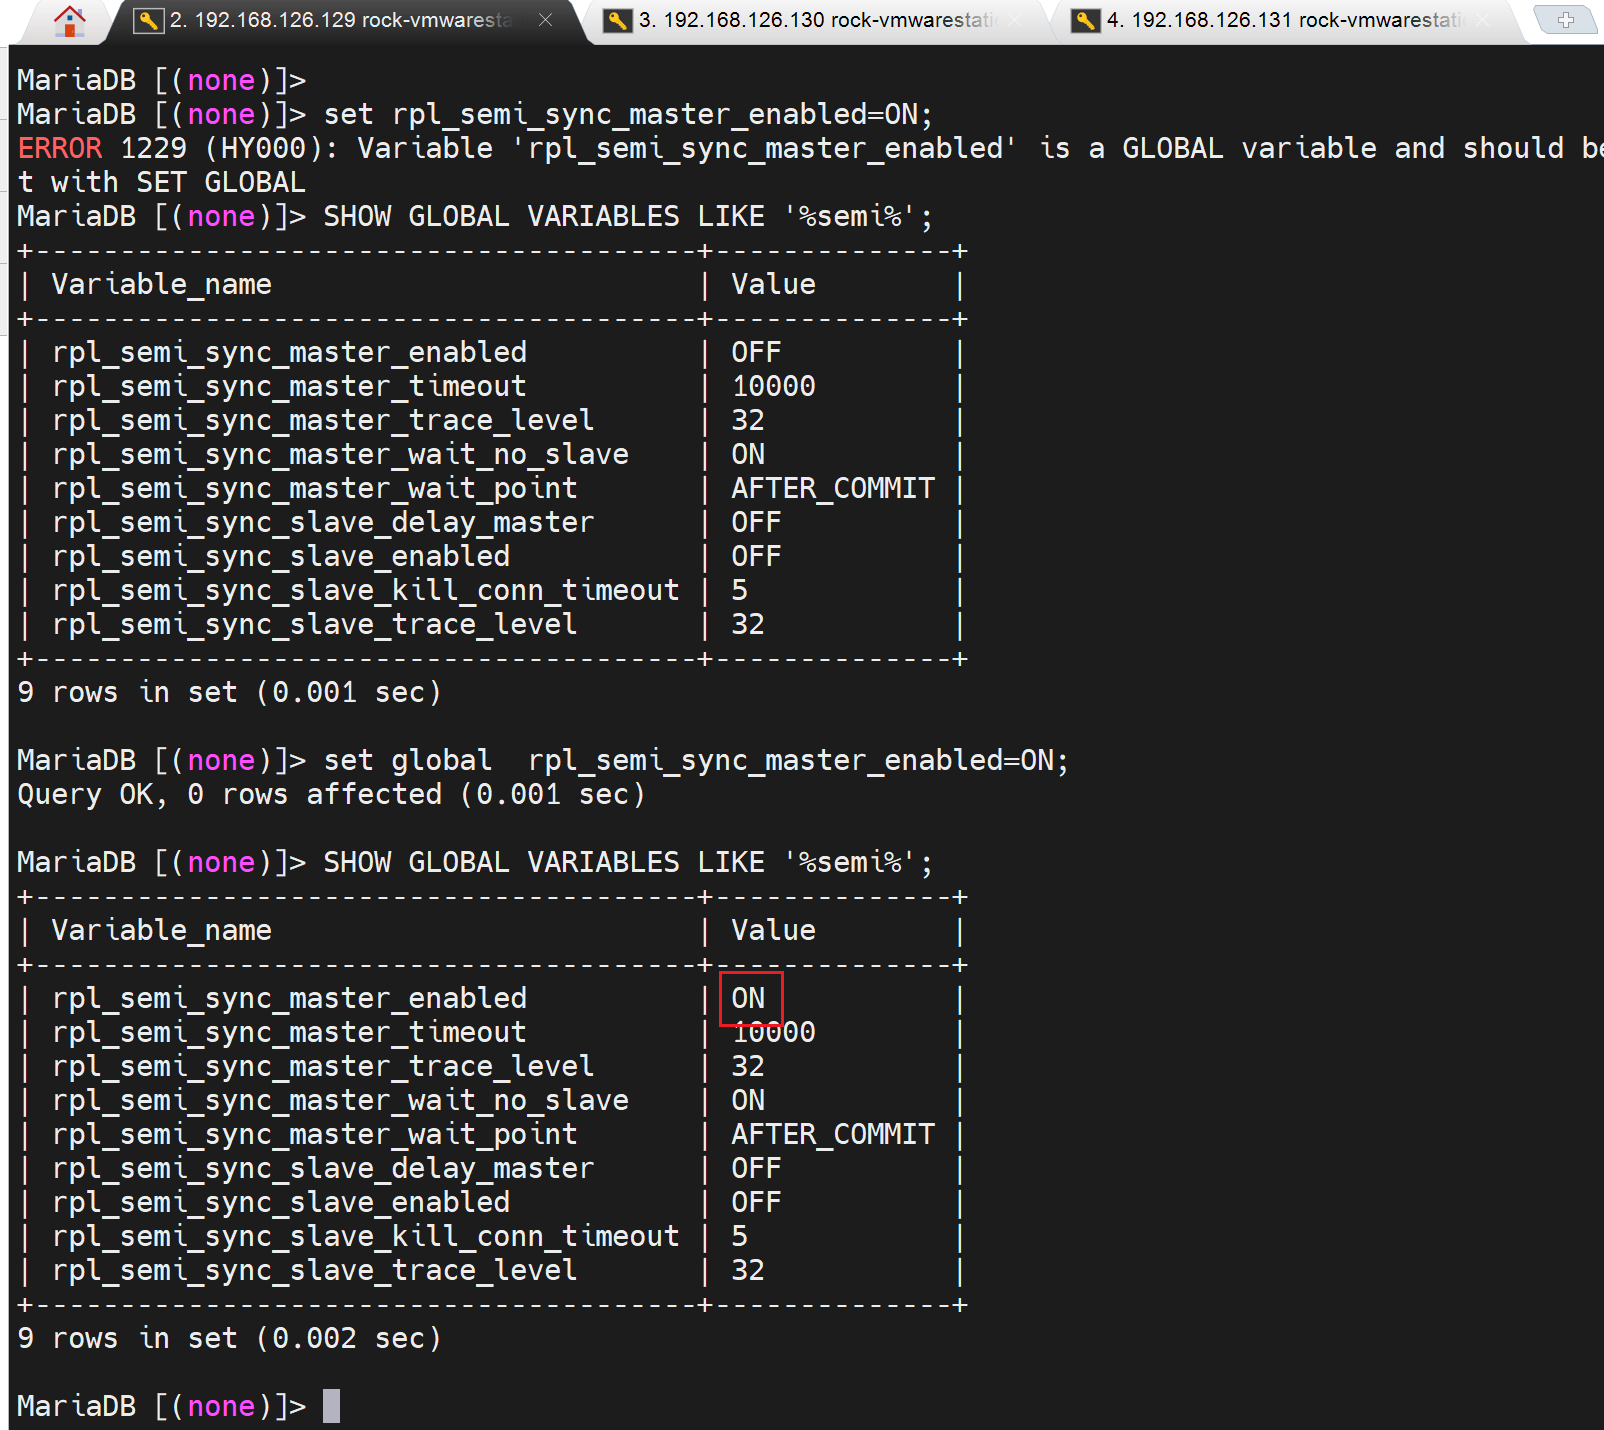 2. 192.168.126.129 rock-vmwaresta
3. 192.168.126.130 rock-vmwarestati
4. 192.168.126.131 rock-vmwarestati
MariaDB [(none)]>
MariaDB [(none)]> set rpl_semi_sync_master_enabled=ON;
ERROR 1229 (HY000): Variable 'rpl_semi_sync_master_enabled' is a GLOBAL variable and should be
t with SET GLOBAL
MariaDB [(none)]> SHOW GLOBAL VARIABLES LIKE '%semi%';
+---------------------------------------+--------------+
| Variable_name                         | Value        |
+---------------------------------------+--------------+
| rpl_semi_sync_master_enabled          | OFF          |
| rpl_semi_sync_master_timeout          | 10000        |
| rpl_semi_sync_master_trace_level      | 32           |
| rpl_semi_sync_master_wait_no_slave    | ON           |
| rpl_semi_sync_master_wait_point       | AFTER_COMMIT |
| rpl_semi_sync_slave_delay_master      | OFF          |
| rpl_semi_sync_slave_enabled           | OFF          |
| rpl_semi_sync_slave_kill_conn_timeout | 5            |
| rpl_semi_sync_slave_trace_level       | 32           |
+---------------------------------------+--------------+
9 rows in set (0.001 sec)
MariaDB [(none)]> set global  rpl_semi_sync_master_enabled=ON;
Query OK, 0 rows affected (0.001 sec)
MariaDB [(none)]> SHOW GLOBAL VARIABLES LIKE '%semi%';
+---------------------------------------+--------------+
| Variable_name                         | Value        |
+---------------------------------------+--------------+
| rpl_semi_sync_master_enabled          | ON           |
| rpl_semi_sync_master_timeout          | 10000        |
| rpl_semi_sync_master_trace_level      | 32           |
| rpl_semi_sync_master_wait_no_slave    | ON           |
| rpl_semi_sync_master_wait_point       | AFTER_COMMIT |
| rpl_semi_sync_slave_delay_master      | OFF          |
| rpl_semi_sync_slave_enabled           | OFF          |
| rpl_semi_sync_slave_kill_conn_timeout | 5            |
| rpl_semi_sync_slave_trace_level       | 32           |
+---------------------------------------+--------------+
9 rows in set (0.002 sec)
MariaDB [(none)]>